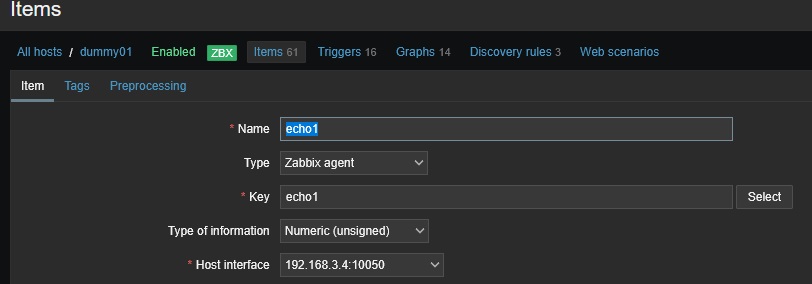 Items
All hosts / dummy01 Enabled ZBX Items 61 Triggers 16 Graphs 14 Discovery rules 3 Web scenarios
Item Tags Preprocessing
* Name echo1
Type Zabbix agent
* Key echo1 Select
Type of information Numeric (unsigned)
* Host interface 192.168.3.4:10050